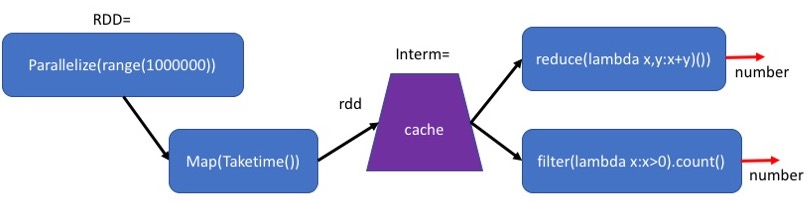 RDD=
Parallelize(range(1000000))
Map(Taketime())
rdd
Interm=
cache
reduce(lambda x,y:x+y)())
number
filter(lambda x:x>0).count()
number